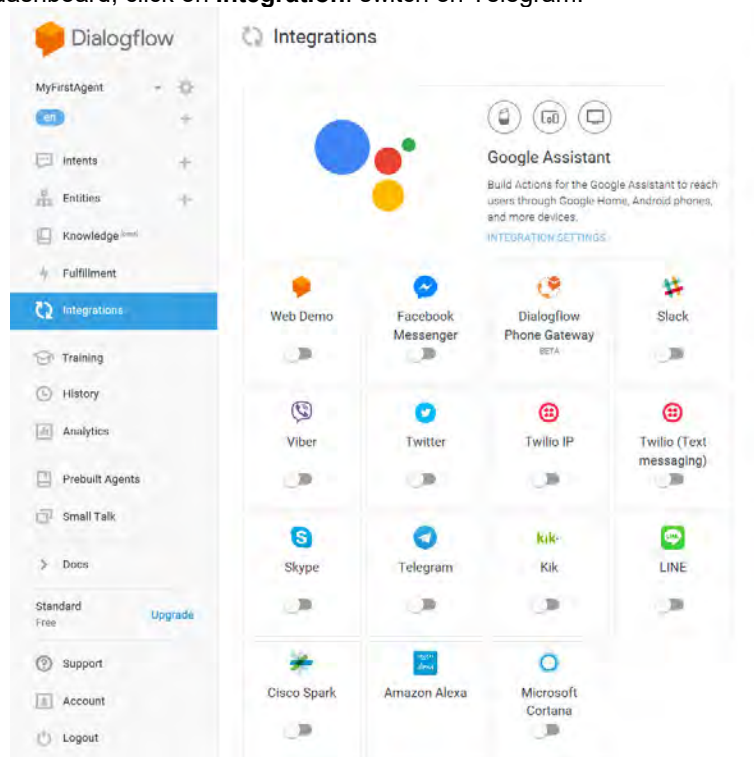 dashboard, click on Integration. Switch on Telegram.
Dialogflow
Integrations
MyFirstAgent
en
Intents
Entities
Knowledge
Fulfillment
Integrations
Training
History
Analytics
Prebuilt Agents
Small Talk
Docs
Standard
Free
Upgrade
Support
Account
Logout
Google Assistant
Build Actions for the Google Assistant to reach
users through Google Home, Android phones,
and more devices.
INTEGRATION SETTINGS
Web Demo
Facebook
Messenger
Dialogflow
Phone Gateway
BETA
Slack
Viber
Twitter
Twilio IP
Twilio (Text
messaging)
Skype
Telegram
kik
Kik
LINE
LINE
Cisco Spark
Amazon Alexa
Microsoft
Cortana